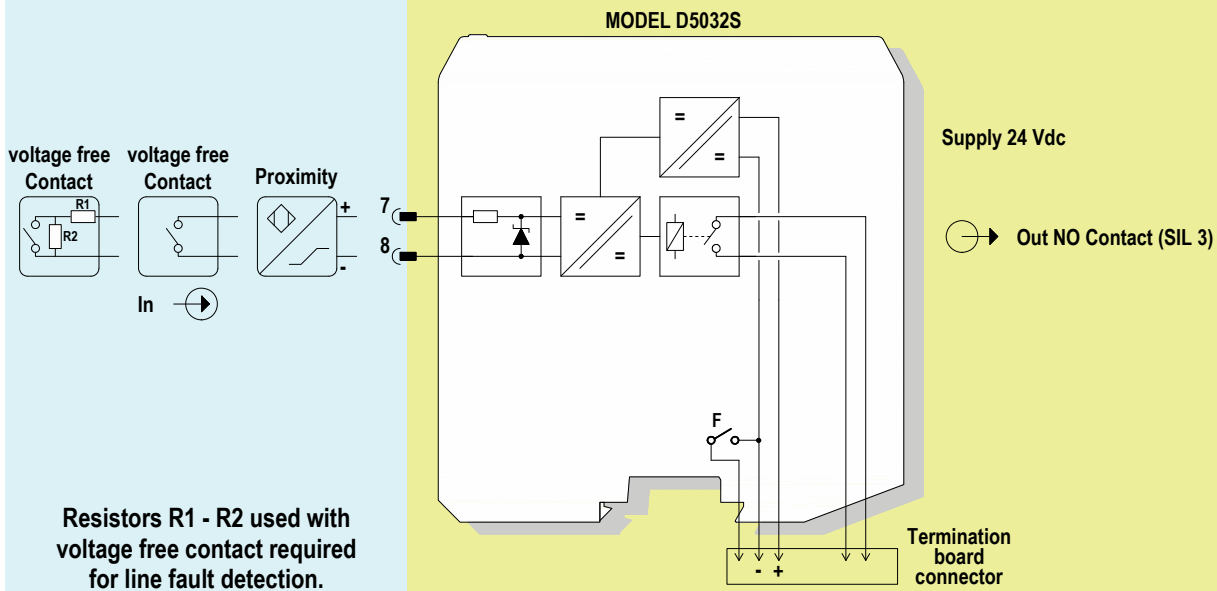 MODEL D5032S
Supply 24 Vdc
voltage free
Contact
voltage free
Contact
Proximity
R1
R2
+
-
7
8
=
=
=
=
Out NO Contact (SIL 3)
In
F
Resistors R1 - R2 used with
voltage free contact required
for line fault detection.
- +
Termination
board
connector